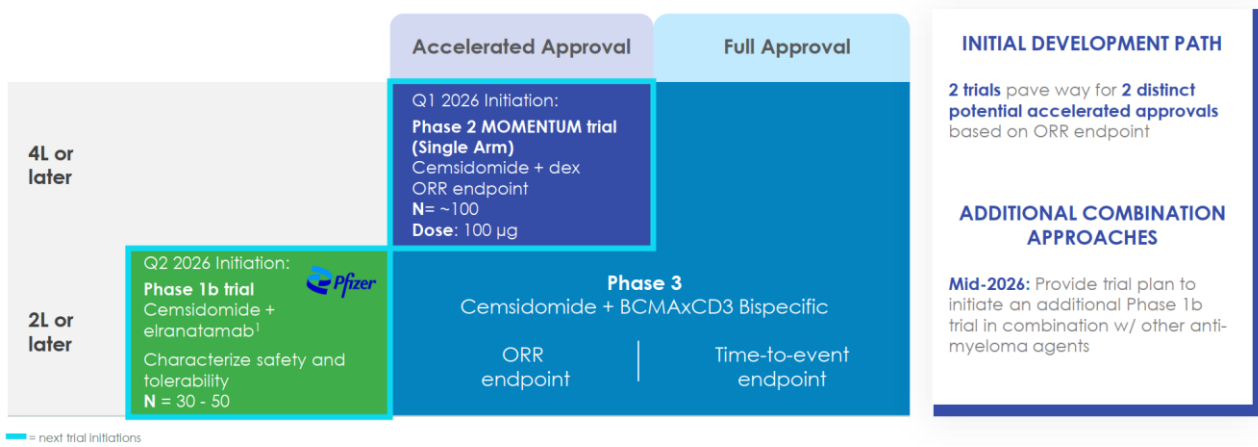 Accelerated Approval
Full Approval
4L or
later
Q1 2026 Initiation:
Phase 2 MOMENTUM trial
(Single Arm)
Cemsidomide + dex
ORR endpoint
N= ~100
Dose: 100 µg
2L or
later
Q2 2026 Initiation:
Pfizer
Phase 1b trial
Cemsidomide +
elranatamab¹
Characterize safety and
tolerability
N = 30 - 50
Phase 3
Cemsidomide + BCMAxCD3 Bispecific
ORR
endpoint
Time-to-event
endpoint
= next trial initiations
INITIAL DEVELOPMENT PATH
2 trials pave way for 2 distinct
potential accelerated approvals
based on ORR endpoint
ADDITIONAL COMBINATION
APPROACHES
Mid-2026: Provide trial plan to
initiate an additional Phase 1b
trial in combination w/ other anti-
myeloma agents